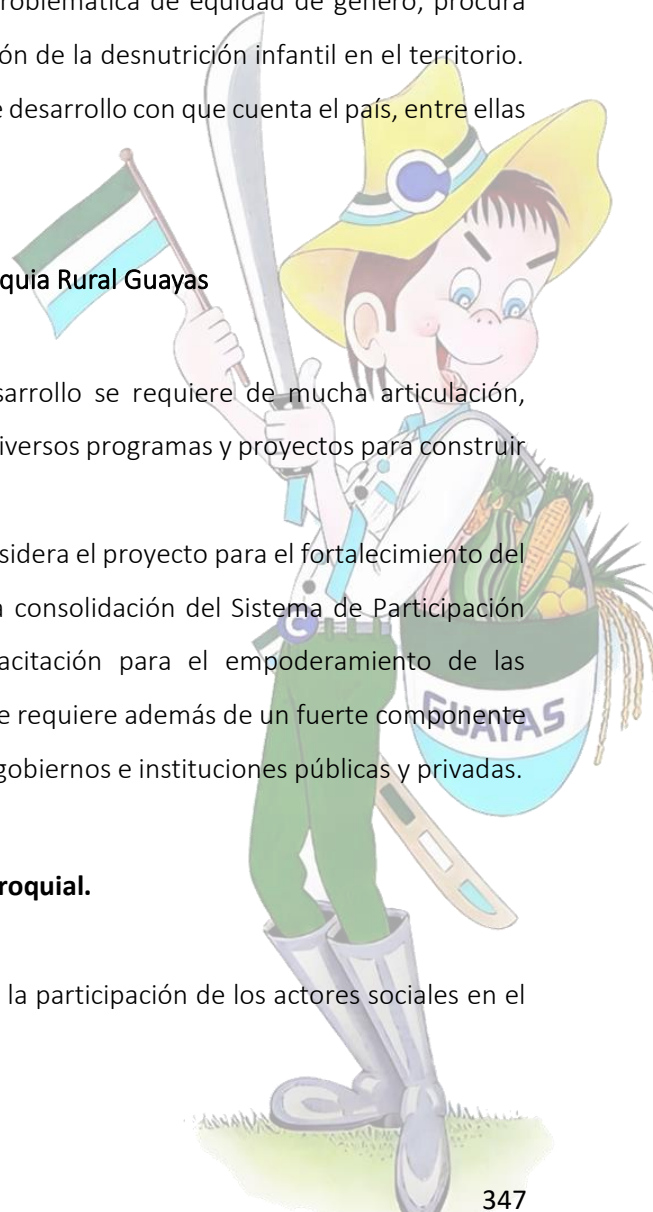 roblemática de equidad de género, procura
ón de la desnutrición infantil en el territorio.
e desarrollo con que cuenta el país, entre ellas
quia Rural Guayas
sarrollo se requiere de mucha articulación,
iversos programas y proyectos para construir
sidera el proyecto para el fortalecimiento del
a consolidación del Sistema de Participación
acitación para el empoderamiento de las
e requiere además de un fuerte componente
gobiernos e instituciones públicas y privadas.
GUAYAS
roquial.
la participación de los actores sociales en el
347